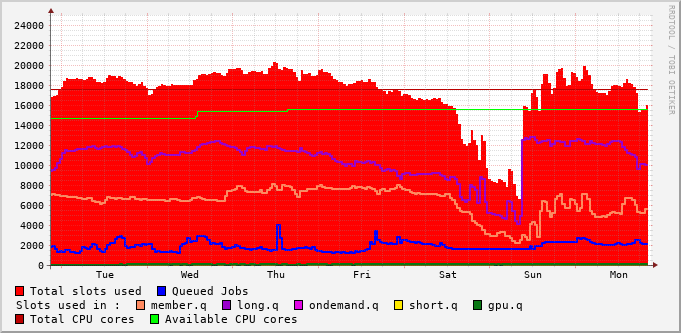 RRDTOOL / TOBI OETIKER
24000
22000
20000
18000
16000
14000
12000
10000
8000
6000
4000
2000
0
Tue Wed Thu Fri Sat Sun Mon
Total slots used Queued Jobs
Slots used in : member.q long.q ondemand.q short.q gpu.q
Total CPU cores Available CPU cores